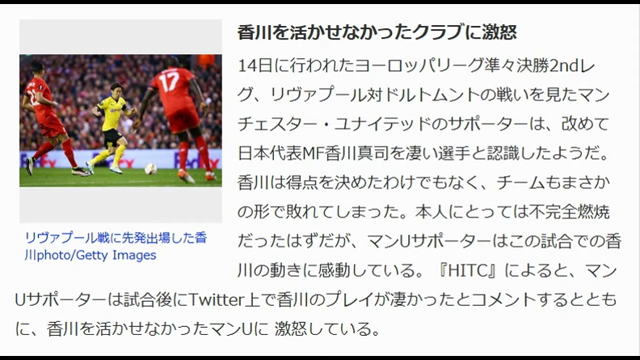 香川を活かせなかったクラブに激怒
14日に行われたヨーロッパリーグ準々決勝2ndレ
グ、リヴァプール対ドルトムントの戦いを見たマン
チェスター・ユナイテッドのサポーターは、改めて
日本代表MF香川真司を凄い選手と認識したようだ。
香川は得点を決めたわけでもなく、チームもまさか
の形で敗れてしまった。本人にとっては不完全燃焼
だったはずだが、マンUサポーターはこの試合での香
川の動きに感動している。『HITC』によると、マン
Uサポーターは試合後にTwitter上で香川のプレイが凄かったとコメントするととも
に、香川を活かせなかったマンUに 激怒している。
17
FedEx
リヴァプール戦に先発出場した香
川photo/Getty Images